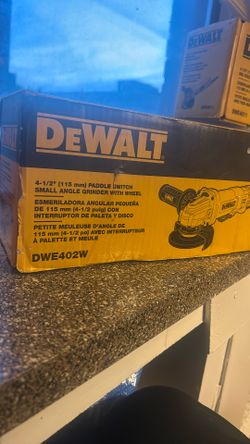 DEWALT
DEWALT
4-1/2" (115 mm) PADDLE SWITCH
SMALL ANGLE GRINDER WITH WHEEL
ESMERILADORA ANGULAR PEQUEÑA
DE 115 mm (4-1/2 pulg) CON
INTERRUPTOR DE PALETA Y DISCO
PETITE MEULEUSE D'ANGLE DE
115 mm (4-1/2 po) AVEC INTERRUPTEUR
À PALETTE ET MEULE
DWE402W
DEWALT